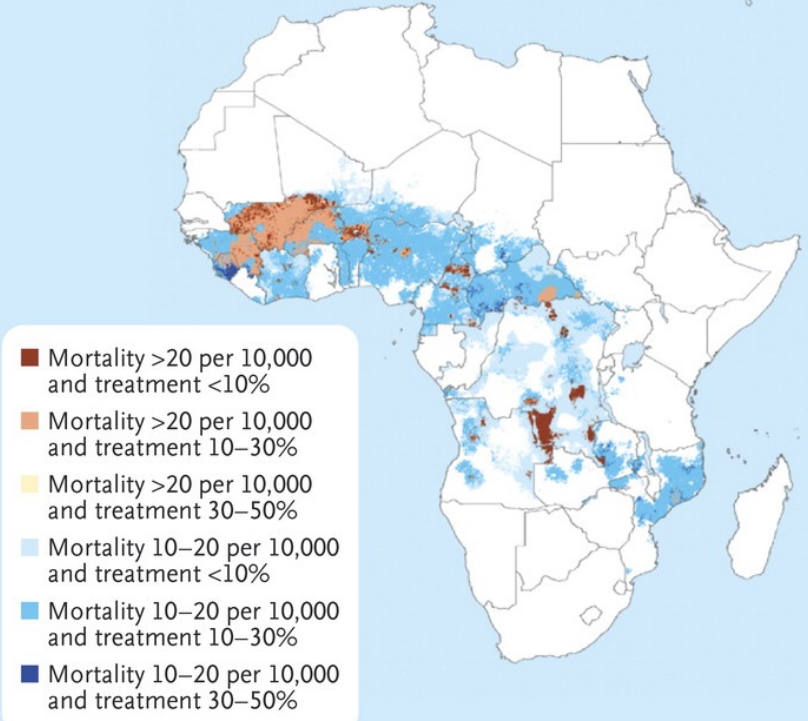 Mortality >20 per 10,000
and treatment <10%
Mortality >20 per 10,000
and treatment 10–30%
Mortality >20 per 10,000
and treatment 30–50%
Mortality 10–20 per 10,000
and treatment <10%
Mortality 10–20 per 10,000
and treatment 10–30%
Mortality 10–20 per 10,000
and treatment 30–50%